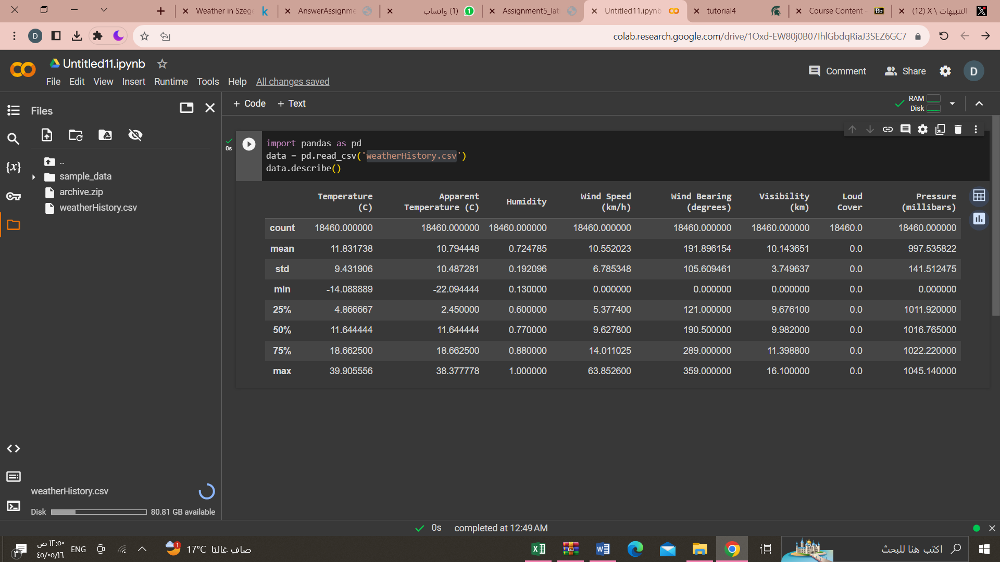 Weather in Szege
AnswerAssignme
(1) واتساب
Assignment5_lat
Untitled11.ipynb
tutorial4
Course Content -
Bb
(12) التنبيهات \ X
D
colab.research.google.com/drive/1Oxd-EW80j0B07IhlGbdqRiaJ3SEZ6GC7
Untitled11.ipynb
Comment
Share
D
File Edit View Insert Runtime Tools Help All changes saved
Files
+ Code + Text
RAM
Disk
..
sample_data
archive.zip
weatherHistory.csv
{x}
0s
import pandas as pd
data = pd.read_csv('weatherHistory.csv')
data.describe()
Temperature (C) Apparent Temperature (C) Humidity Wind Speed (km/h) Wind Bearing (degrees) Visibility (km) Loud Cover Pressure (millibars)
count 18460.000000 18460.000000 18460.000000 18460.000000 18460.000000 18460.000000 18460.0 18460.000000
mean 11.831738 10.794448 0.724785 10.552023 191.896154 10.143651 0.0 997.535822
std 9.431906 10.487281 0.192096 6.785348 105.609461 3.749637 0.0 141.512475
min -14.088889 -22.094444 0.130000 0.000000 0.000000 0.000000 0.0 0.000000
25% 4.866667 2.450000 0.600000 5.377400 121.000000 9.676100 0.0 1011.920000
50% 11.644444 11.644444 0.770000 9.627800 190.500000 9.982000 0.0 1016.765000
75% 18.662500 18.662500 0.880000 14.011025 289.000000 11.398800 0.0 1022.220000
max 39.905556 38.377778 1.000000 63.852600 359.000000 16.100000 0.0 1045.140000
weatherHistory.csv
Disk 80.81 GB available
0s completed at 12:49 AM
١٢:٥٠ ص
٤٥/٠٥/١٦
٣
ENG
1
17°C صافٍ غالبًا
اكتب هنا للبحث